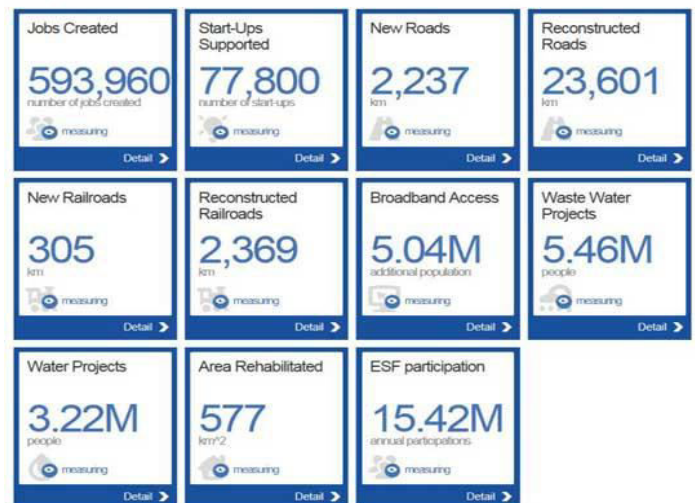 Jobs Created
593,960
number of jobs created
measuring
Detail
Start-Ups
Supported
77,800
number of start-ups
measuring
Detail
New Roads
2,237
km
measuring
Detail
Reconstructed
Roads
23,601
km
measuring
Detail
New Railroads
305
km
measuring
Detail
Reconstructed
Railroads
2,369
km
measuring
Detail
Broadband Access
5.04M
additional population
measuring
Detail
Waste Water
Projects
5.46M
people
measuring
Detail
Water Projects
3.22M
people
measuring
Detail
Area Rehabilitated
577
km^2
measuring
Detail
ESF participation
15.42M
annual participations
measuring
Detail